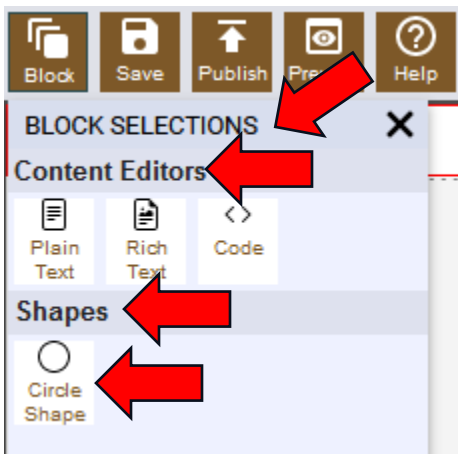 Block Save Publish Help
BLOCK SELECTIONS
Content Editors
Plain Rich Code
Text Text
Shapes
Circle
Shape